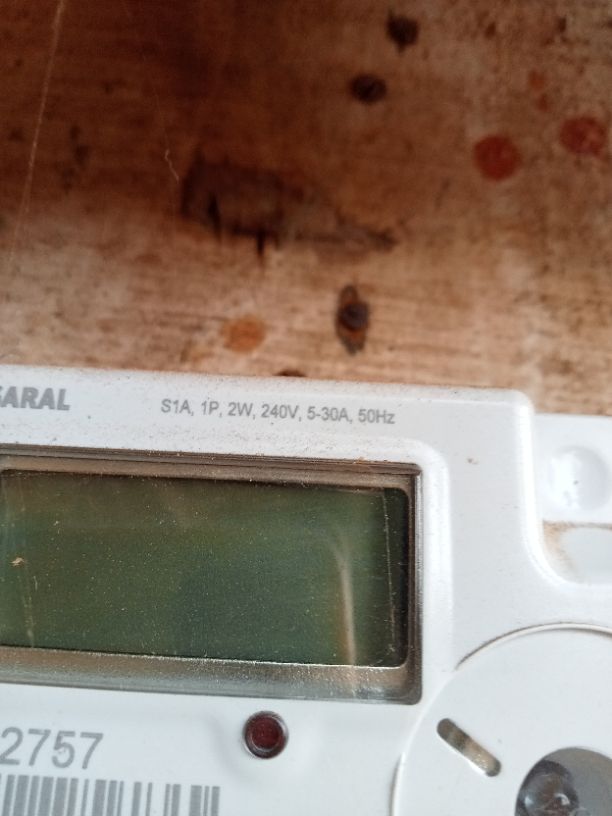 SARAL
S1A, 1P, 2W, 240V, 5-30A, 50Hz
2757